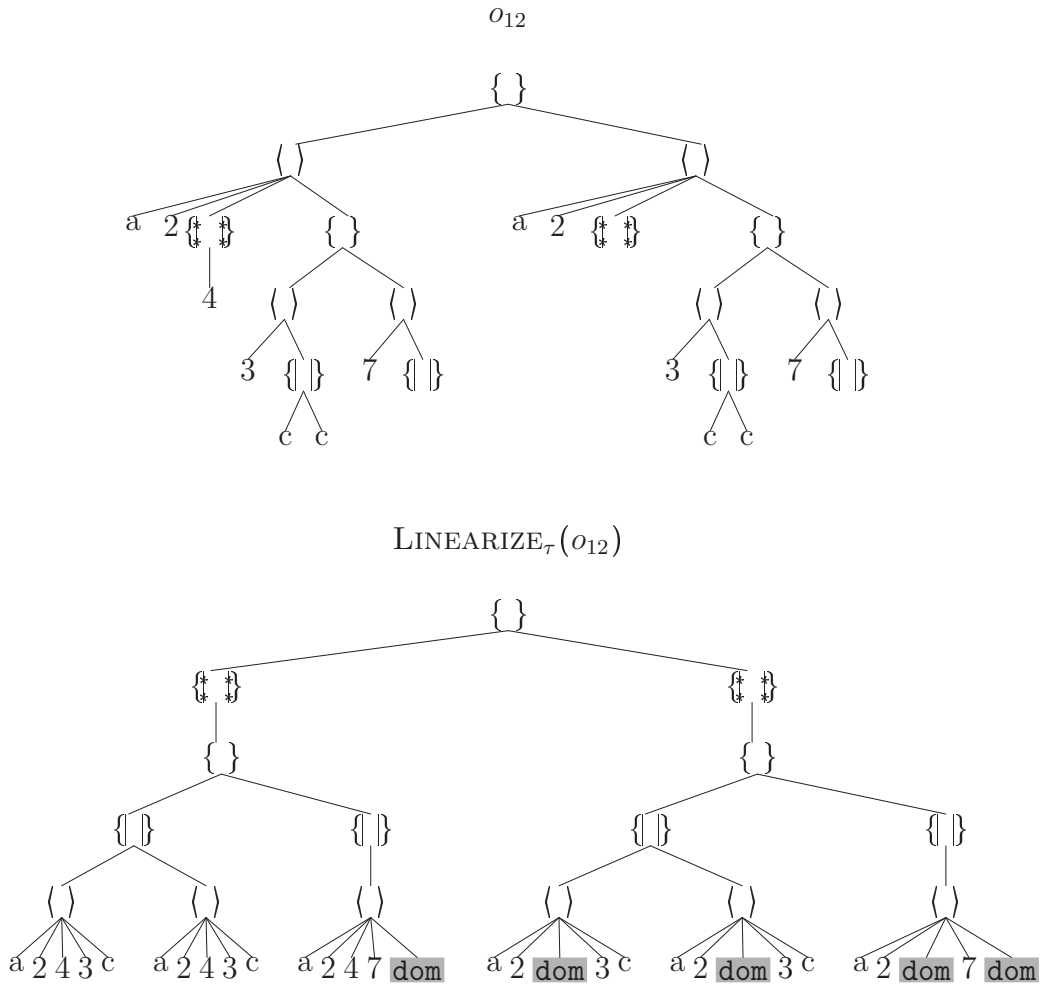 o₁₂
{ }
⟨ ⟩ ⟨ ⟩
a 2 {|* *|} { } a 2 {|* *|} { }
4 ⟨ ⟩ ⟨ ⟩ ⟨ ⟩ ⟨ ⟩
3 {| |} 7 {| |} 3 {| |} 7 {| |}
c c c c
LINEARIZEτ(o₁₂)
{ }
{|* *|} {|* *|}
{ } { }
{| |} {| |} {| |} {| |}
⟨ ⟩ ⟨ ⟩ ⟨ ⟩ ⟨ ⟩ ⟨ ⟩ ⟨ ⟩
a 2 4 3 c a 2 4 3 c a 2 4 7 dom a 2 dom 3 c a 2 dom 3 c a 2 dom 7 dom